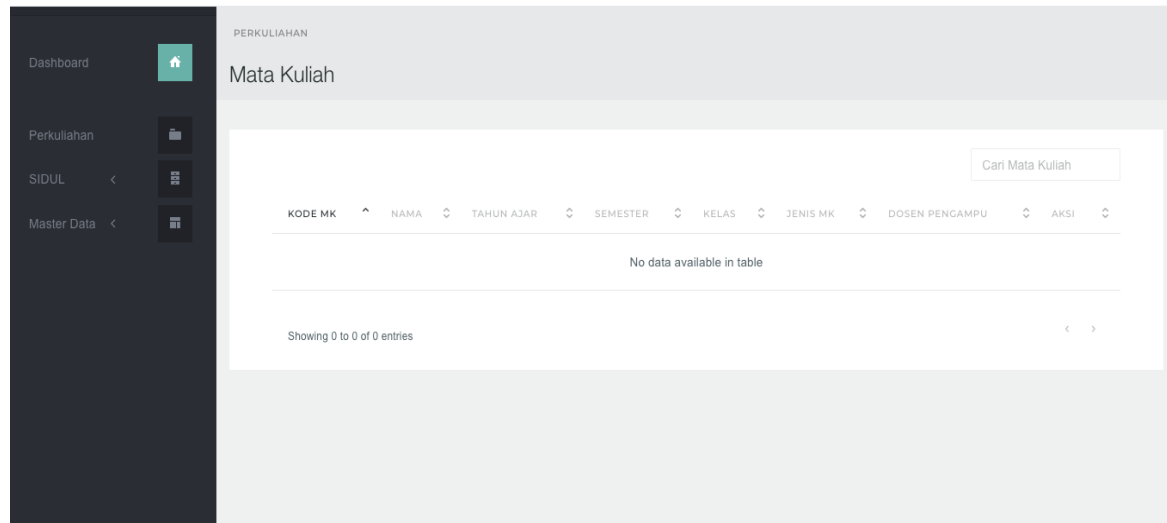 Dashboard
Perkuliahan
SIDUL
Master Data
PERKULIAHAN
Mata Kuliah
Cari Mata Kuliah
KODE MK NAMA TAHUN AJAR SEMESTER KELAS JENIS MK DOSEN PENGAMPU AKSI
No data available in table
Showing 0 to 0 of 0 entries